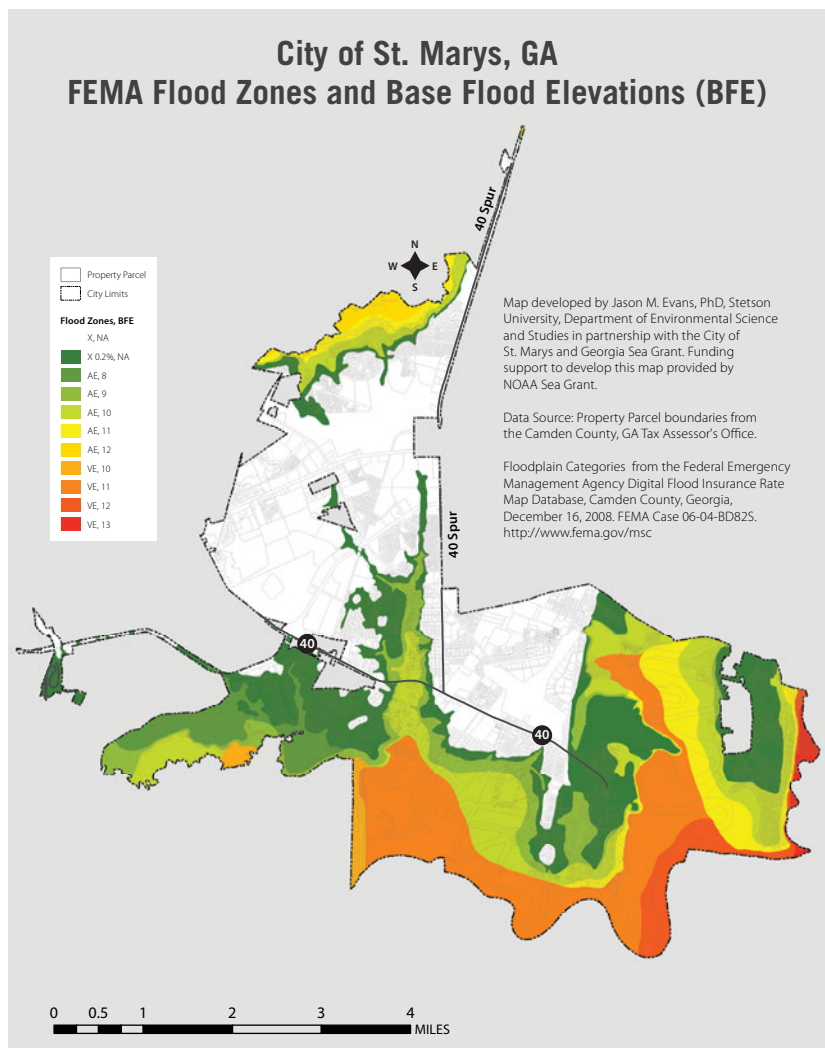 City of St. Marys, GA
FEMA Flood Zones and Base Flood Elevations (BFE)
40 Spur
N
W E
S
Property Parcel
City Limits
Flood Zones, BFE
X, NA
X 0.2%, NA
AE, 8
AE, 9
AE, 10
AE, 11
AE, 12
VE, 10
VE, 11
VE, 12
VE, 13
Map developed by Jason M. Evans, PhD, Stetson
University, Department of Environmental Science
and Studies in partnership with the City of
St. Marys and Georgia Sea Grant. Funding
support to develop this map provided by
NOAA Sea Grant.
Data Source: Property Parcel boundaries from
the Camden County, GA Tax Assessor's Office.
Floodplain Categories from the Federal Emergency
Management Agency Digital Flood Insurance Rate
Map Database, Camden County, Georgia,
December 16, 2008. FEMA Case 06-04-BD82S.
http://www.fema.gov/msc
40 Spur
40
40
0 0.5 1 2 3 4
MILES